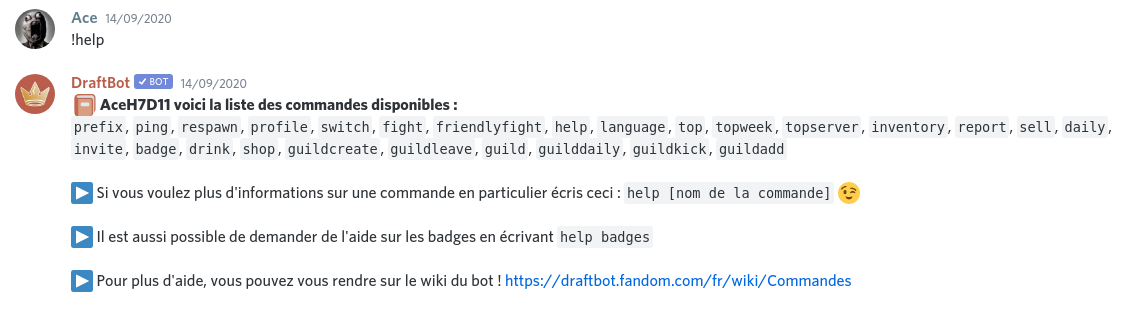 Ace 14/09/2020
!help
DraftBot BOT 14/09/2020
AceH7D11 voici la liste des commandes disponibles :
prefix, ping, respawn, profile, switch, fight, friendlyfight, help, language, top, topweek, topserver, inventory, report, sell, daily,
invite, badge, drink, shop, guildcreate, guildleave, guild, guilddaily, guildkick, guildadd
Si vous voulez plus d'informations sur une commande en particulier écris ceci : help [nom de la commande]
Il est aussi possible de demander de l'aide sur les badges en écrivant help badges
Pour plus d'aide, vous pouvez vous rendre sur le wiki du bot ! https://draftbot.fandom.com/fr/wiki/Commandes